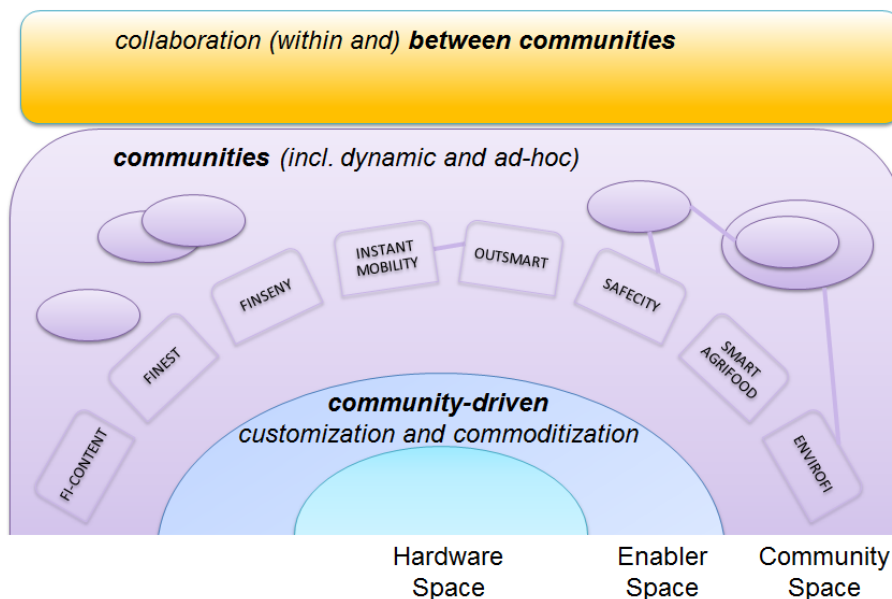 collaboration (within and) between communities
communities (incl. dynamic and ad-hoc)
INSTANT
MOBILITY
OUTSMART
FINSENY
SAFECITY
FINEST
SMART
AGRIFOOD
FI-CONTENT
ENVIROFI
community-driven
customization and commoditization
Hardware
Space
Enabler
Space
Community
Space